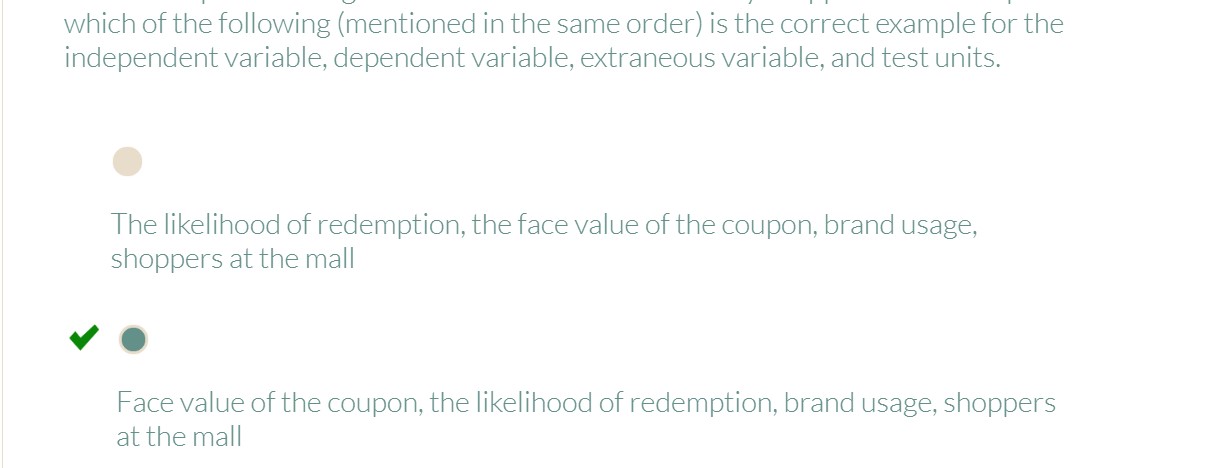 which of the following (mentioned in the same order) is the correct example for the
independent variable, dependent variable, extraneous variable, and test units.
The likelihood of redemption, the face value of the coupon, brand usage,
shoppers at the mall
Face value of the coupon, the likelihood of redemption, brand usage, shoppers
at the mall